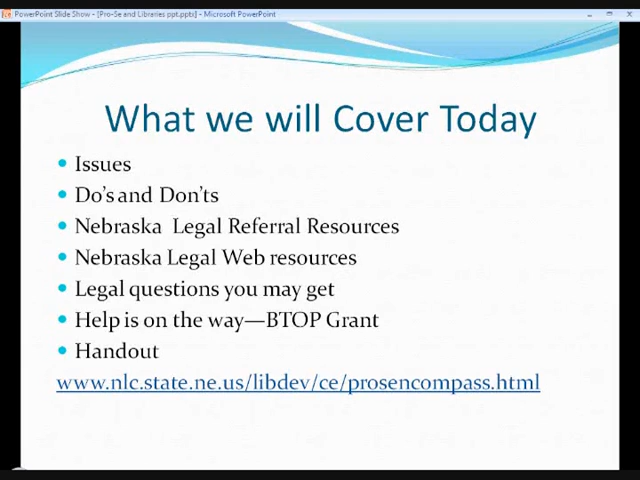 PowerPoint Slide Show - [Pro-Se and Libraries ppt.pptx] - Microsoft PowerPoint
What we will Cover Today
• Issues
• Do’s and Don’ts
• Nebraska Legal Referral Resources
• Nebraska Legal Web resources
• Legal questions you may get
• Help is on the way—BTOP Grant
• Handout
www.nlc.state.ne.us/libdev/ce/prosencompass.html